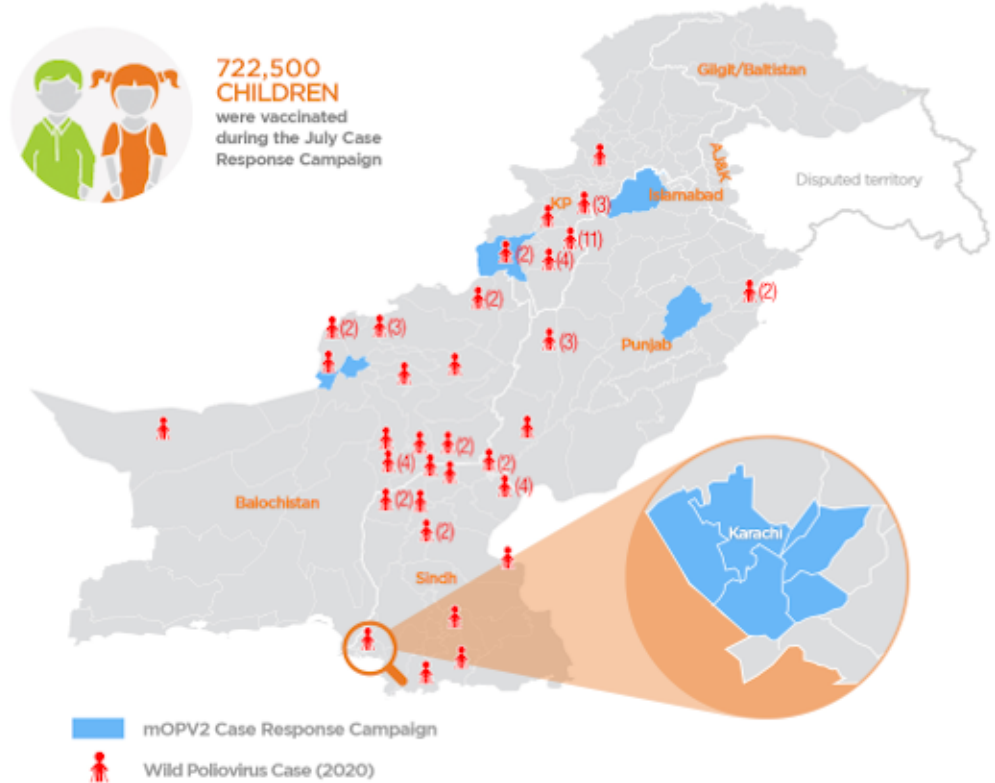 722,500
CHILDREN
were vaccinated
during the July Case
Response Campaign
Gilgit/Baltistan
AJ&K
Disputed territory
Islamabad
KP
(3)
(11)
(2)
(4)
(2)
(2)
(2)
(3)
(3)
Punjab
(2)
(4)
(2)
(4)
(2)
Balochistan
(2)
Karachi
Sindh
mOPV2 Case Response Campaign
Wild Poliovirus Case (2020)